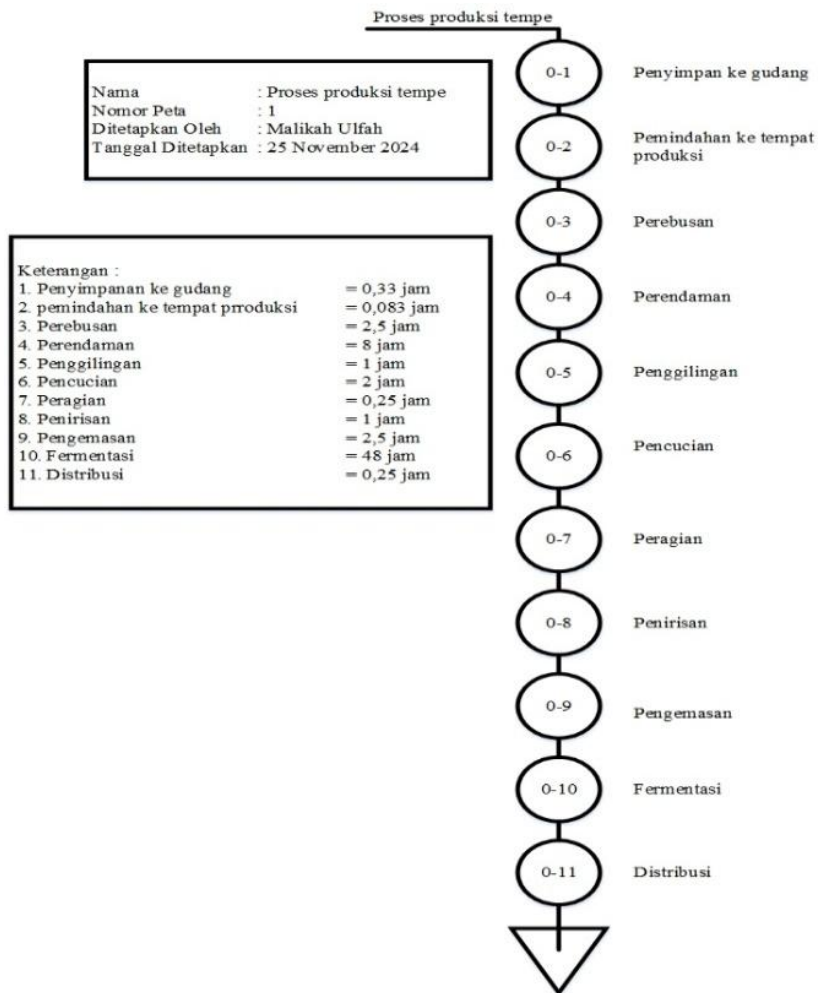 Proses produksi tempe
Nama : Proses produksi tempe
Nomor Peta : 1
Ditetapkan Oleh : Malikah Ulfah
Tanggal Ditetapkan : 25 November 2024
Keterangan :
1. Penyimpanan ke gudang = 0,33 jam
2. pemindahan ke tempat prroduksi = 0,083 jam
3. Perebusan = 2,5 jam
4. Perendaman = 8 jam
5. Penggilingan = 1 jam
6. Pencucian = 2 jam
7. Peragian = 0,25 jam
8. Penirisan = 1 jam
9. Pengemasan = 2,5 jam
10. Fermentasi = 48 jam
11. Distribusi = 0,25 jam
0-1 Penyimpan ke gudang
0-2 Pemindahan ke tempat
produksi
0-3 Perebusan
0-4 Perendaman
0-5 Penggilingan
0-6 Pencucian
0-7 Peragian
0-8 Penirisan
0-9 Pengemasan
0-10 Fermentasi
0-11 Distribusi